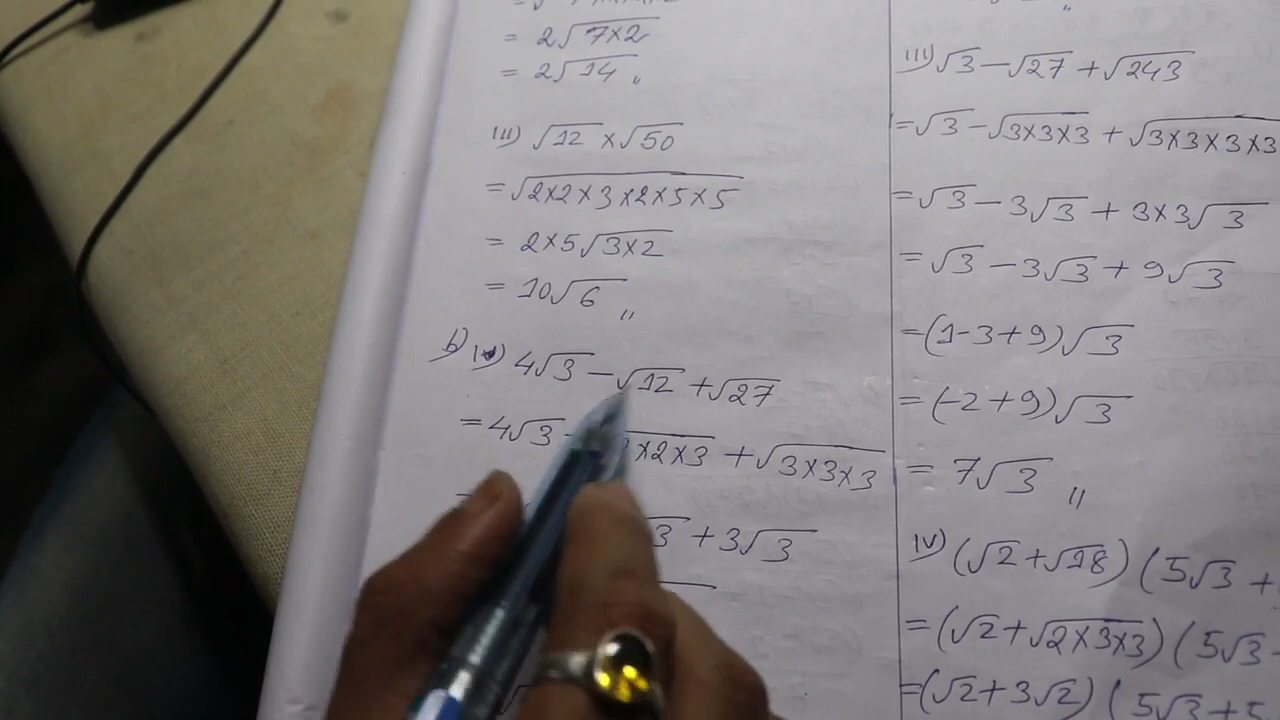 = 2√7×2
= 2√14 ,,
iii) √12 × √50
= √2×2×3×2×5×5
= 2×5√3×2
= 10√6 ,,
b) iv) 4√3 − √12 + √27
= 4√3 ×2×3 + √3×3×3
3 + 3√3
iii) √3 − √27 + √243
= √3 − √3×3×3 + √3×3×3×3
= √3 − 3√3 + 3×3√3
= √3 − 3√3 + 9√3
= (1-3+9)√3
= (-2+9)√3
= 7√3 ,,
iv) (√2 + √18) (5√3 +
= (√2 + √2×3×3) (5√3 -
= (√2 + 3√2) (5√3 + 5